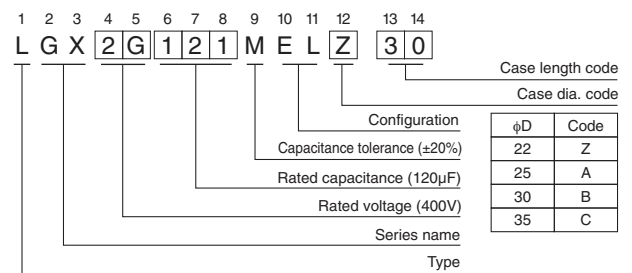 1 2 3 4 5 6 7 8 9 10 11 12 13 14
L G X 2 G 1 2 1 M E L Z 3 0
Case length code
Case dia. code
Configuration
Capacitance tolerance (±20%)
Rated capacitance (120µF)
Rated voltage (400V)
Series name
Type
ϕD Code
22 Z
25 A
30 B
35 C